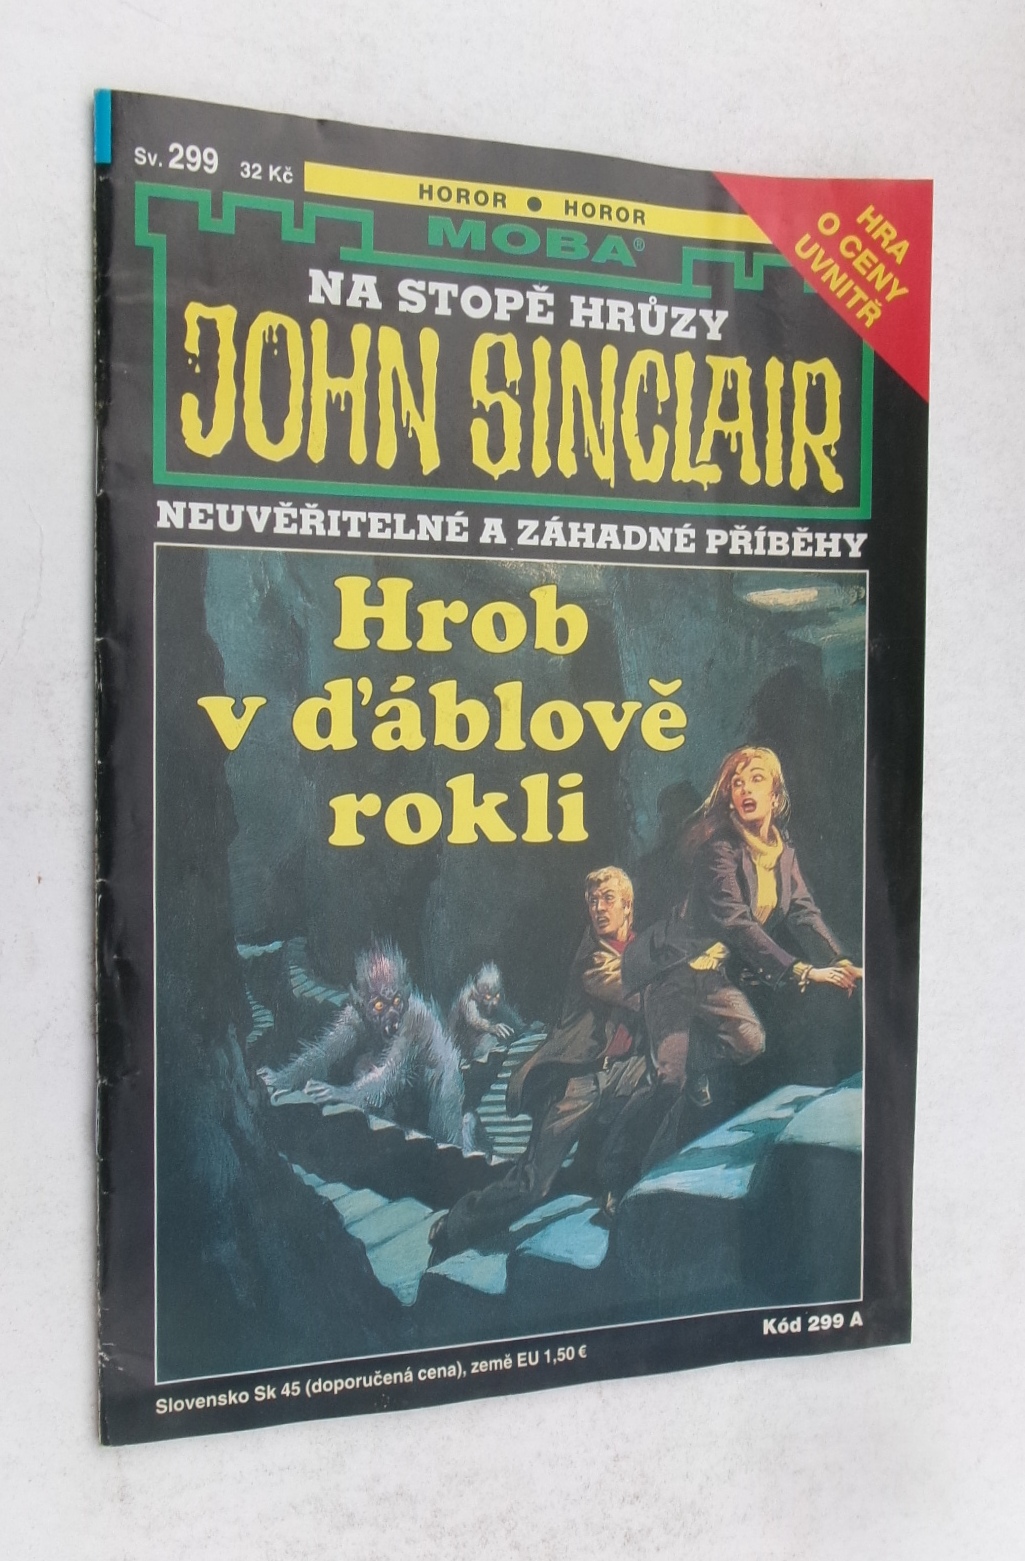 Sv. 299 32 Kč
HOROR ● HOROR
MOBA®
HRA
O CENY
UVNITŘ
NA STOPĚ HRŮZY
JOHN SINCLAIR
NEUVĚŘITELNÉ A ZÁHADNÉ PŘÍBĚHY
Hrob
v ďáblově
rokli
Kód 299 A
Slovensko Sk 45 (doporučená cena), země EU 1,50 €